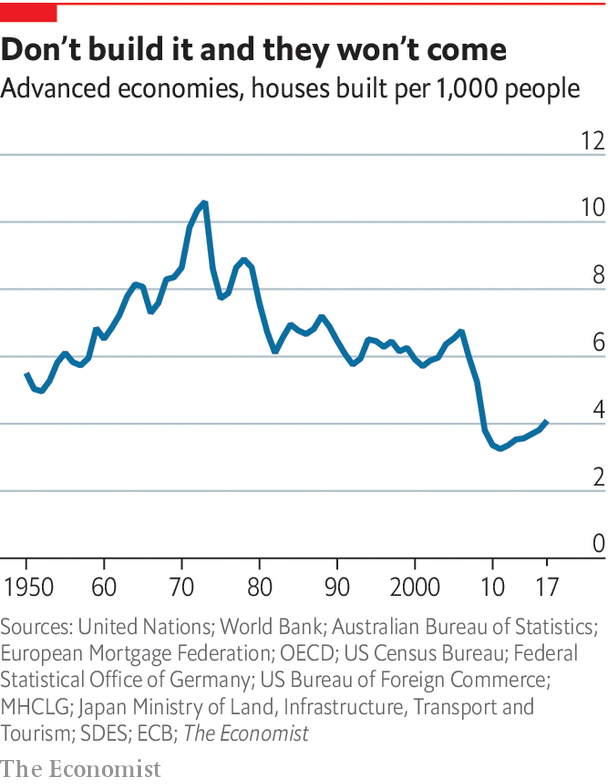 Don’t build it and they won’t come
Advanced economies, houses built per 1,000 people
12
10
8
6
4
2
0
1950 60 70 80 90 2000 10 17
Sources: United Nations; World Bank; Australian Bureau of Statistics;
European Mortgage Federation; OECD; US Census Bureau; Federal
Statistical Office of Germany; US Bureau of Foreign Commerce;
MHCLG; Japan Ministry of Land, Infrastructure, Transport and
Tourism; SDES; ECB; The Economist
The Economist